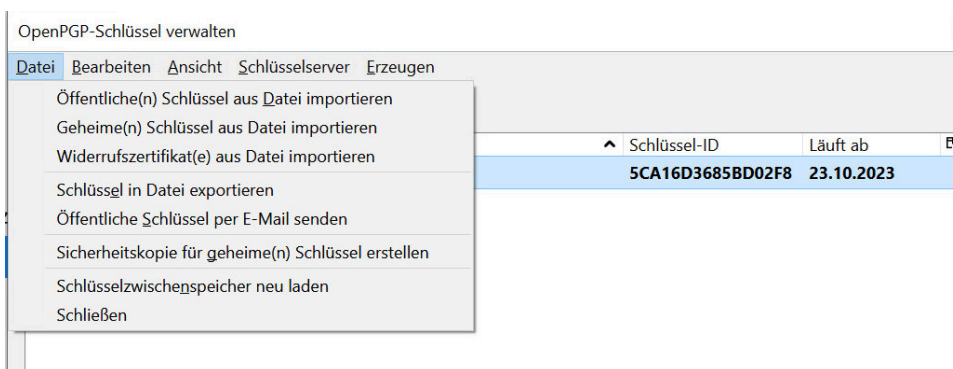 OpenPGP-Schlüssel verwalten
Datei Bearbeiten Ansicht Schlüsselserver Erzeugen
Öffentliche(n) Schlüssel aus Datei importieren
Geheime(n) Schlüssel aus Datei importieren
Widerrufszertifikat(e) aus Datei importieren
Schlüssel in Datei exportieren
Öffentliche Schlüssel per E-Mail senden
Sicherheitskopie für geheime(n) Schlüssel erstellen
Schlüsselzwischenspeicher neu laden
Schließen
Schlüssel-ID Läuft ab
5CA16D3685BD02F8 23.10.2023